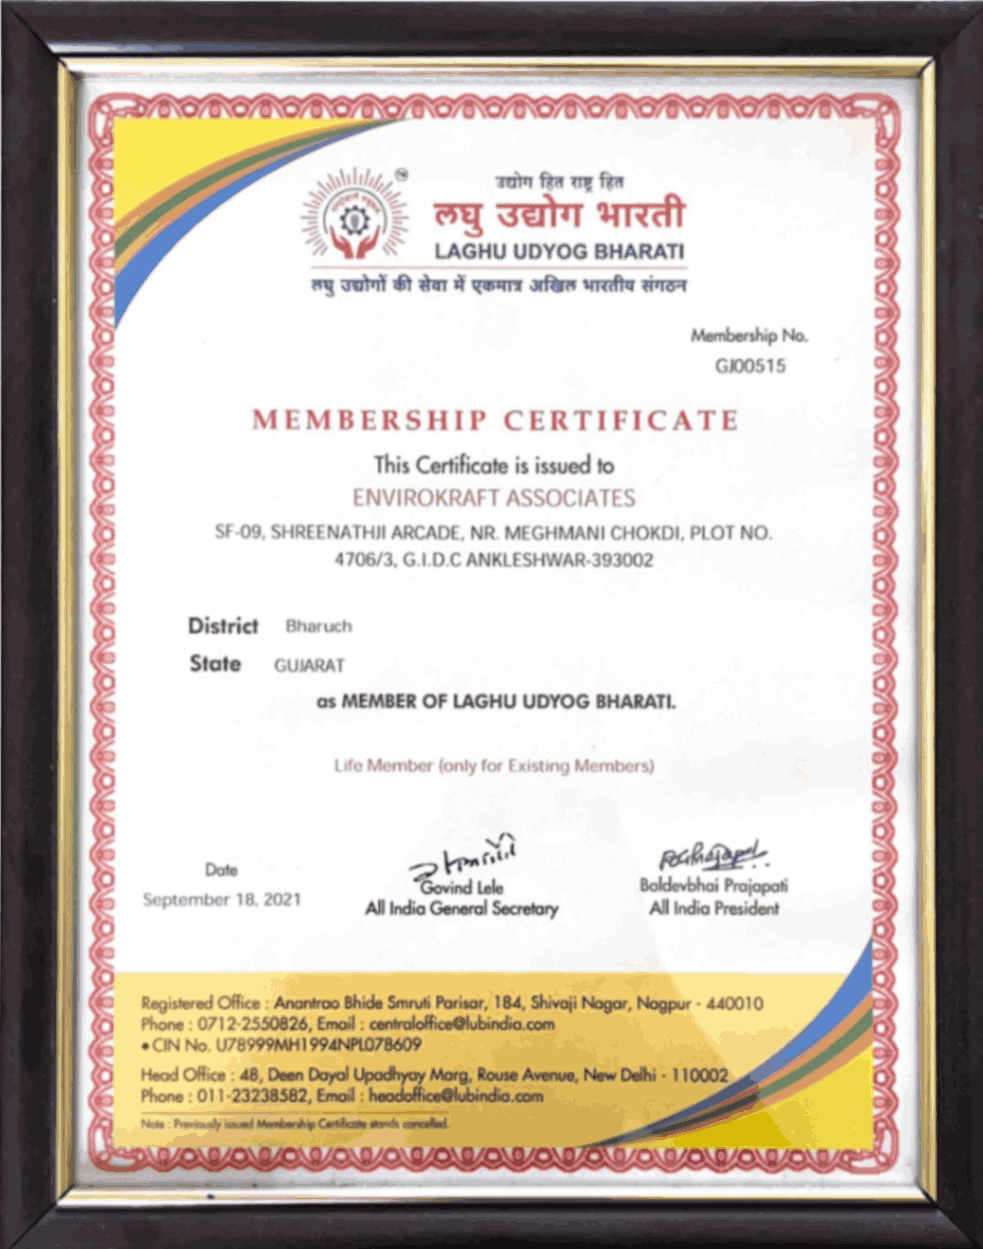 उद्योग हित राष्ट्र हित
लघु उद्योग भारती
LAGHU UDYOG BHARATI
लघु उद्योगों की सेवा में एकमात्र अखिल भारतीय संगठन
Membership No.
GJ00515
MEMBERSHIP CERTIFICATE
This Certificate is issued to
ENVIROKRAFT ASSOCIATES
SF-09, SHREENATHJI ARCADE, NR. MEGHMANI CHOKDI, PLOT NO.
4706/3, G.I.D.C ANKLESHWAR-393002
District Bharuch
State GUJARAT
as MEMBER OF LAGHU UDYOG BHARATI.
Life Member (only for Existing Members)
Date
September 18, 2021
Govind Lele
All India General Secretary
Baldevbhai Prajapati
All India President
Registered Office : Anantrao Bhide Smruti Parisar, 184, Shivaji Nagar, Nagpur - 440010
Phone : 0712-2550826, Email : centraloffice@lubindia.com
• CIN No. U78999MH1994NPL078609
Head Office : 48, Deen Dayal Upadhyay Marg, Rouse Avenue, New Delhi - 110002
Phone : 011-23238582, Email : headoffice@lubindia.com
Note : Previously issued Membership Certificate stands cancelled.